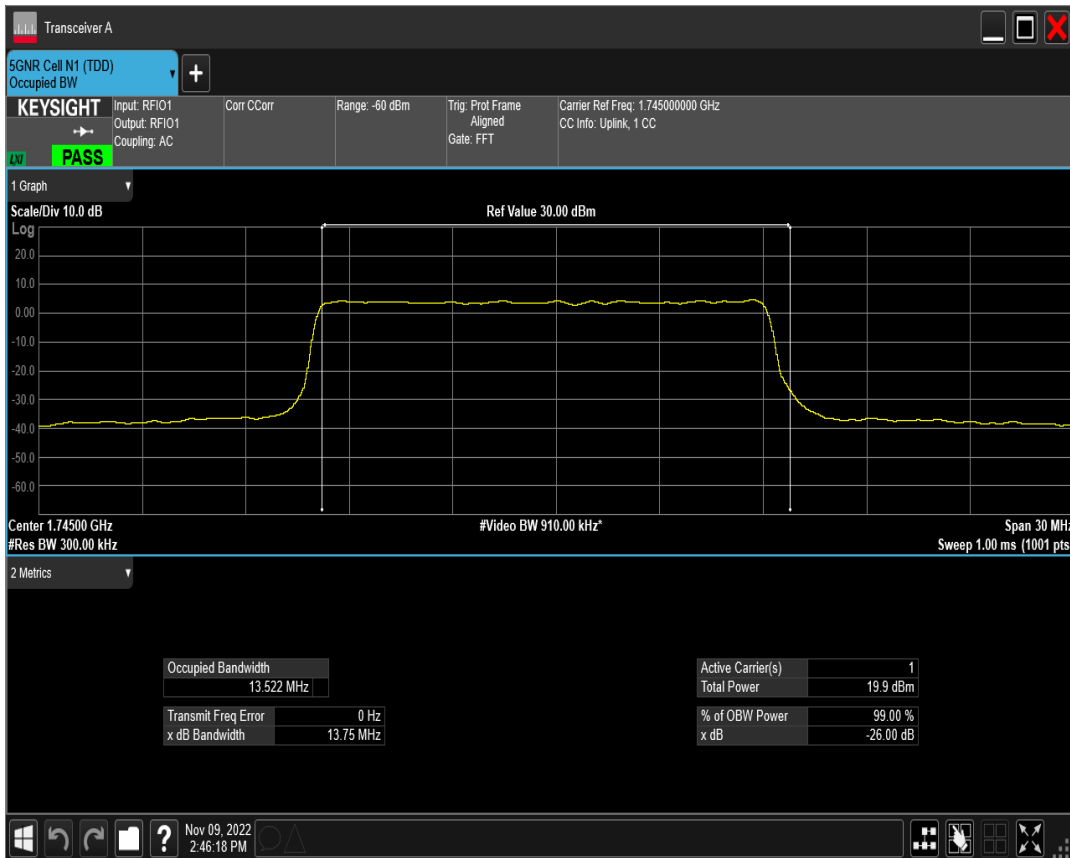 Transceiver A
5GNR Cell N1 (TDD)
Occupied BW
+
KEYSIGHT
LXI
PASS
Input: RFIO1
Output: RFIO1
Coupling: AC
Corr CCorr
Range: -60 dBm
Trig: Prot Frame
Aligned
Gate: FFT
Carrier Ref Freq: 1.745000000 GHz
CC Info: Uplink, 1 CC
1 Graph
Scale/Div 10.0 dB
Ref Value 30.00 dBm
Log
20.0
10.0
0.00
-10.0
-20.0
-30.0
-40.0
-50.0
-60.0
Center 1.74500 GHz
#Video BW 910.00 kHz*
Span 30 MHz
#Res BW 300.00 kHz
Sweep 1.00 ms (1001 pts
2 Metrics
Occupied Bandwidth
13.522 MHz
Transmit Freq Error 0 Hz
x dB Bandwidth 13.75 MHz
Active Carrier(s) 1
Total Power 19.9 dBm
% of OBW Power 99.00 %
x dB -26.00 dB
?
Nov 09, 2022
2:46:18 PM